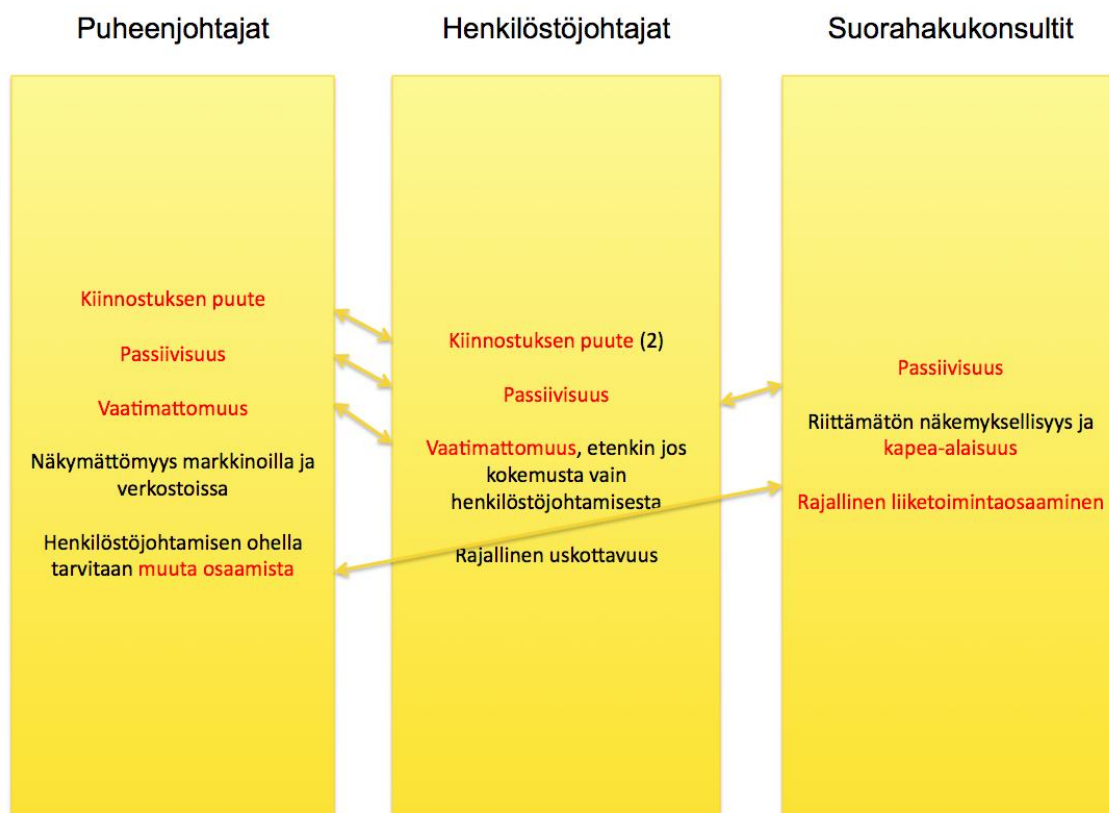 Puheenjohtajat
Henkilöstöjohtajat
Suorahakukonsultit
Kiinnostuksen puute
Passiivisuus
Vaatimattomuus
Näkymättömyys markkinoilla ja
verkostoissa
Henkilöstöjohtamisen ohella
tarvitaan muuta osaamista
Kiinnostuksen puute (2)
Passiivisuus
Vaatimattomuus, etenkin jos
kokemusta vain
henkilöstöjohtamisesta
Rajallinen uskottavuus
Passiivisuus
Riittämätön näkemyksellisyys ja
kapea-alaisuus
Rajallinen liiketoimintaosaaminen